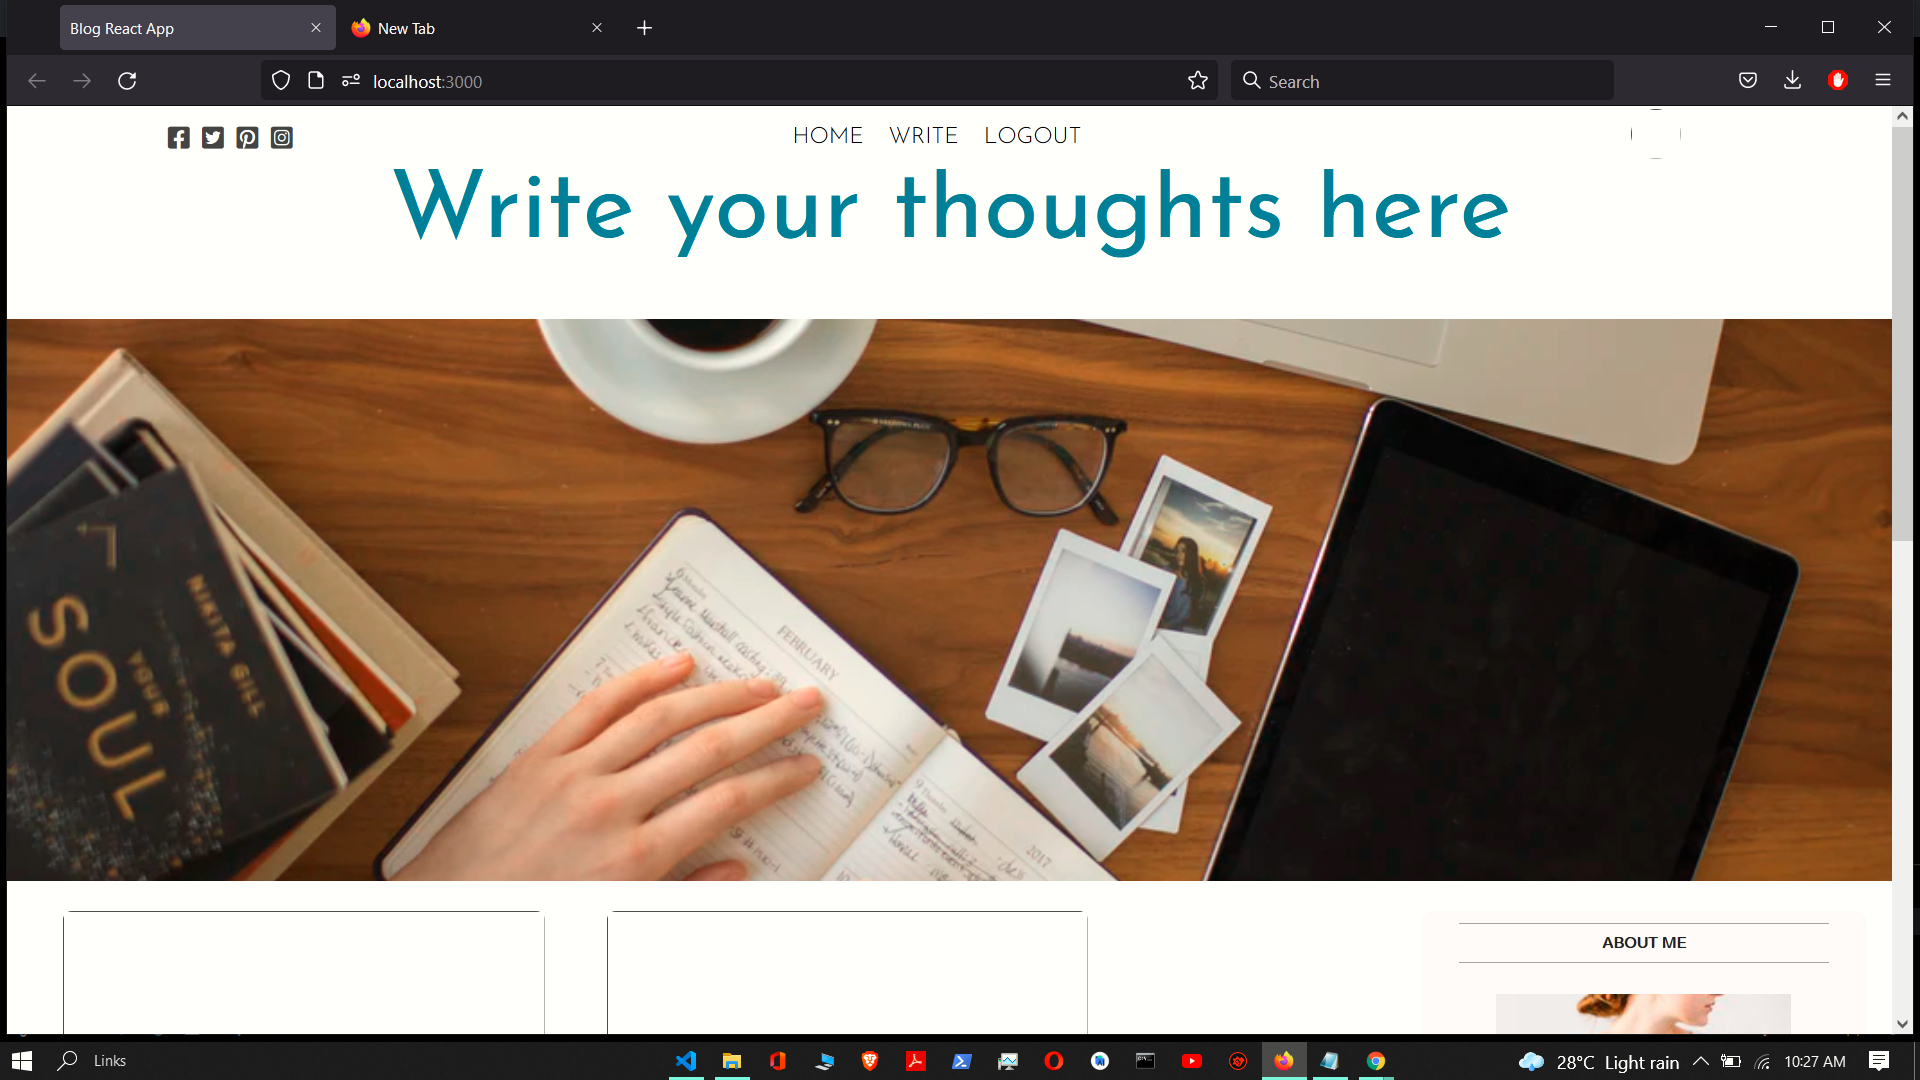 Blog React App
New Tab
localhost:3000
Search
HOME WRITE LOGOUT
Write your thoughts here
NIKITA GILL
YOUR
SOUL
FEBRUARY
2017
ABOUT ME
Links
28°C Light rain
10:27 AM